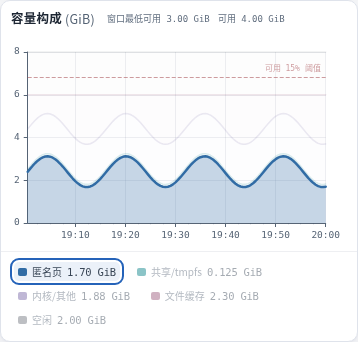 容量构成 (GiB) 窗口最低可用 3.00 GiB 可用 4.00 GiB
8
可用 15% 阈值
6
4
2
0
19:10 19:20 19:30 19:40 19:50 20:00
匿名页 1.70 GiB 共享/tmpfs 0.125 GiB
内核/其他 1.88 GiB 文件缓存 2.30 GiB
空闲 2.00 GiB